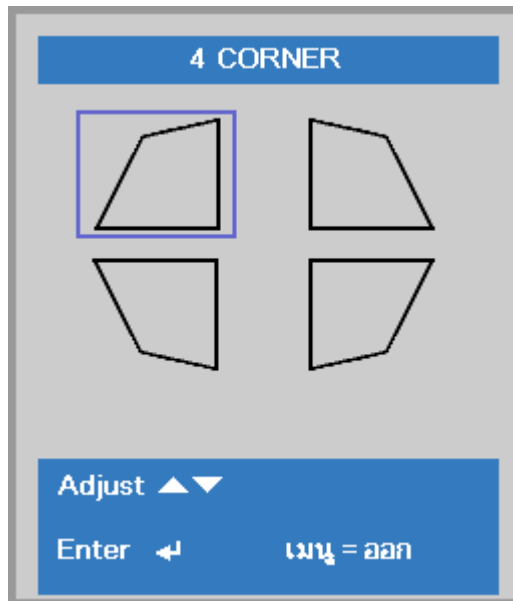 4 CORNER
Adjust ▲▼
Enter ↵ เมนู = ออก